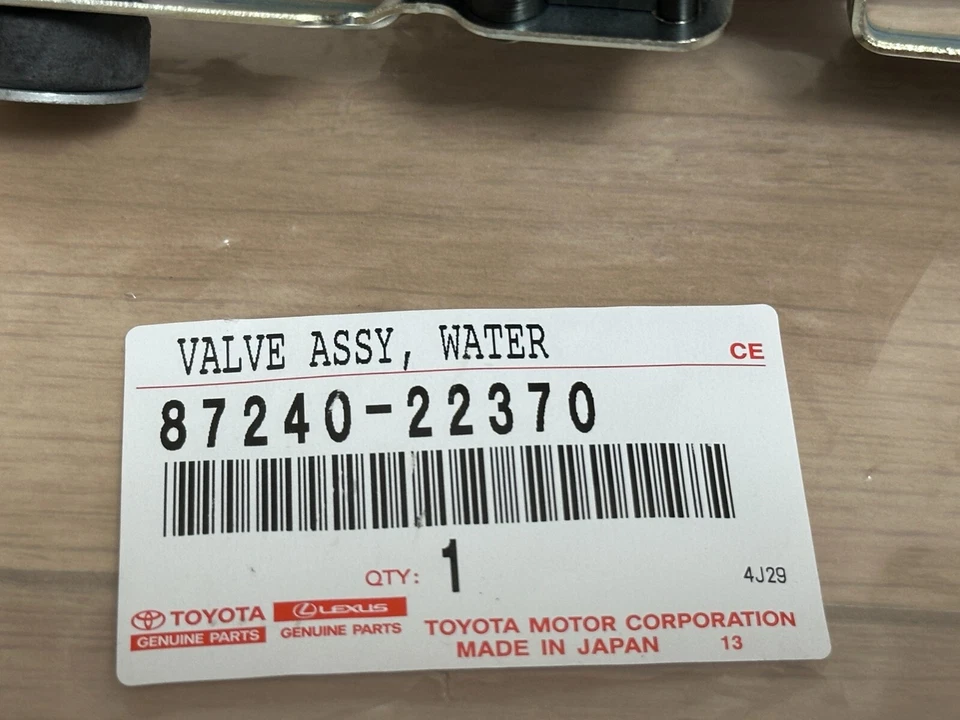 VALVE ASSY, WATER
CE
87240-22370
QTY: 1
4J29
TOYOTA
GENUINE PARTS
LEXUS
GENUINE PARTS
TOYOTA MOTOR CORPORATION
MADE IN JAPAN 13